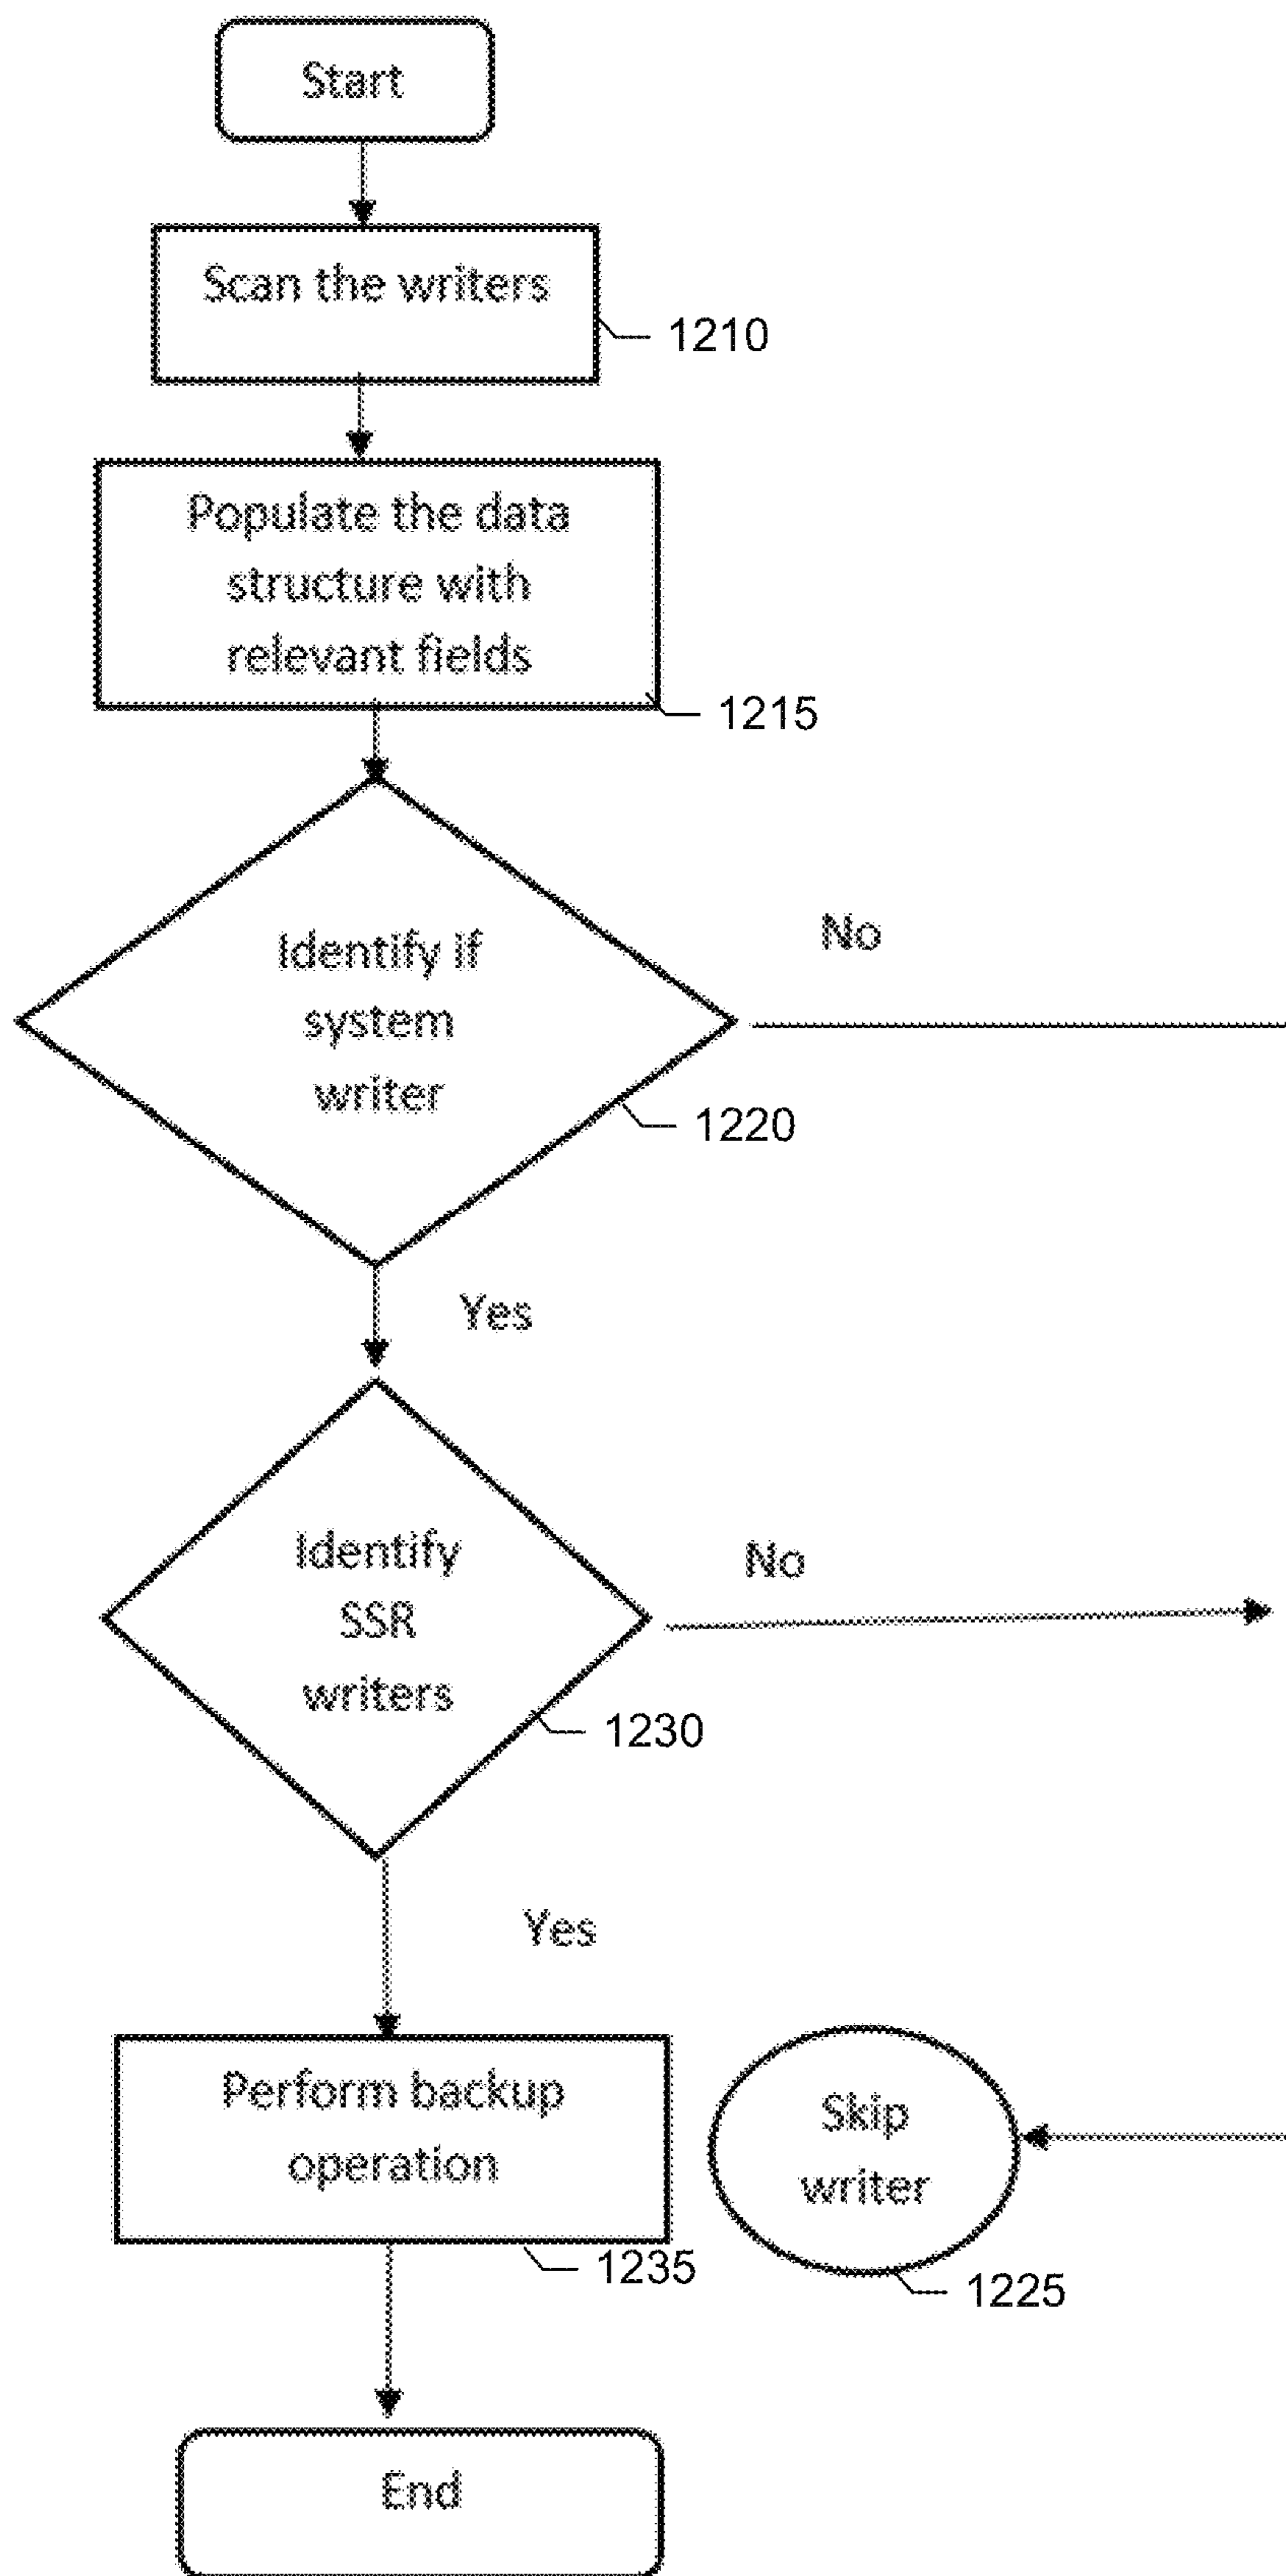 Start
Scan the writers
1210
Populate the data
structure with
relevant fields
1215
Identify if
system
writer
No
1220
Yes
Identify
SSR
writers
No
1230
Yes
Perform backup
operation
1235
Skip
writer
1225
End